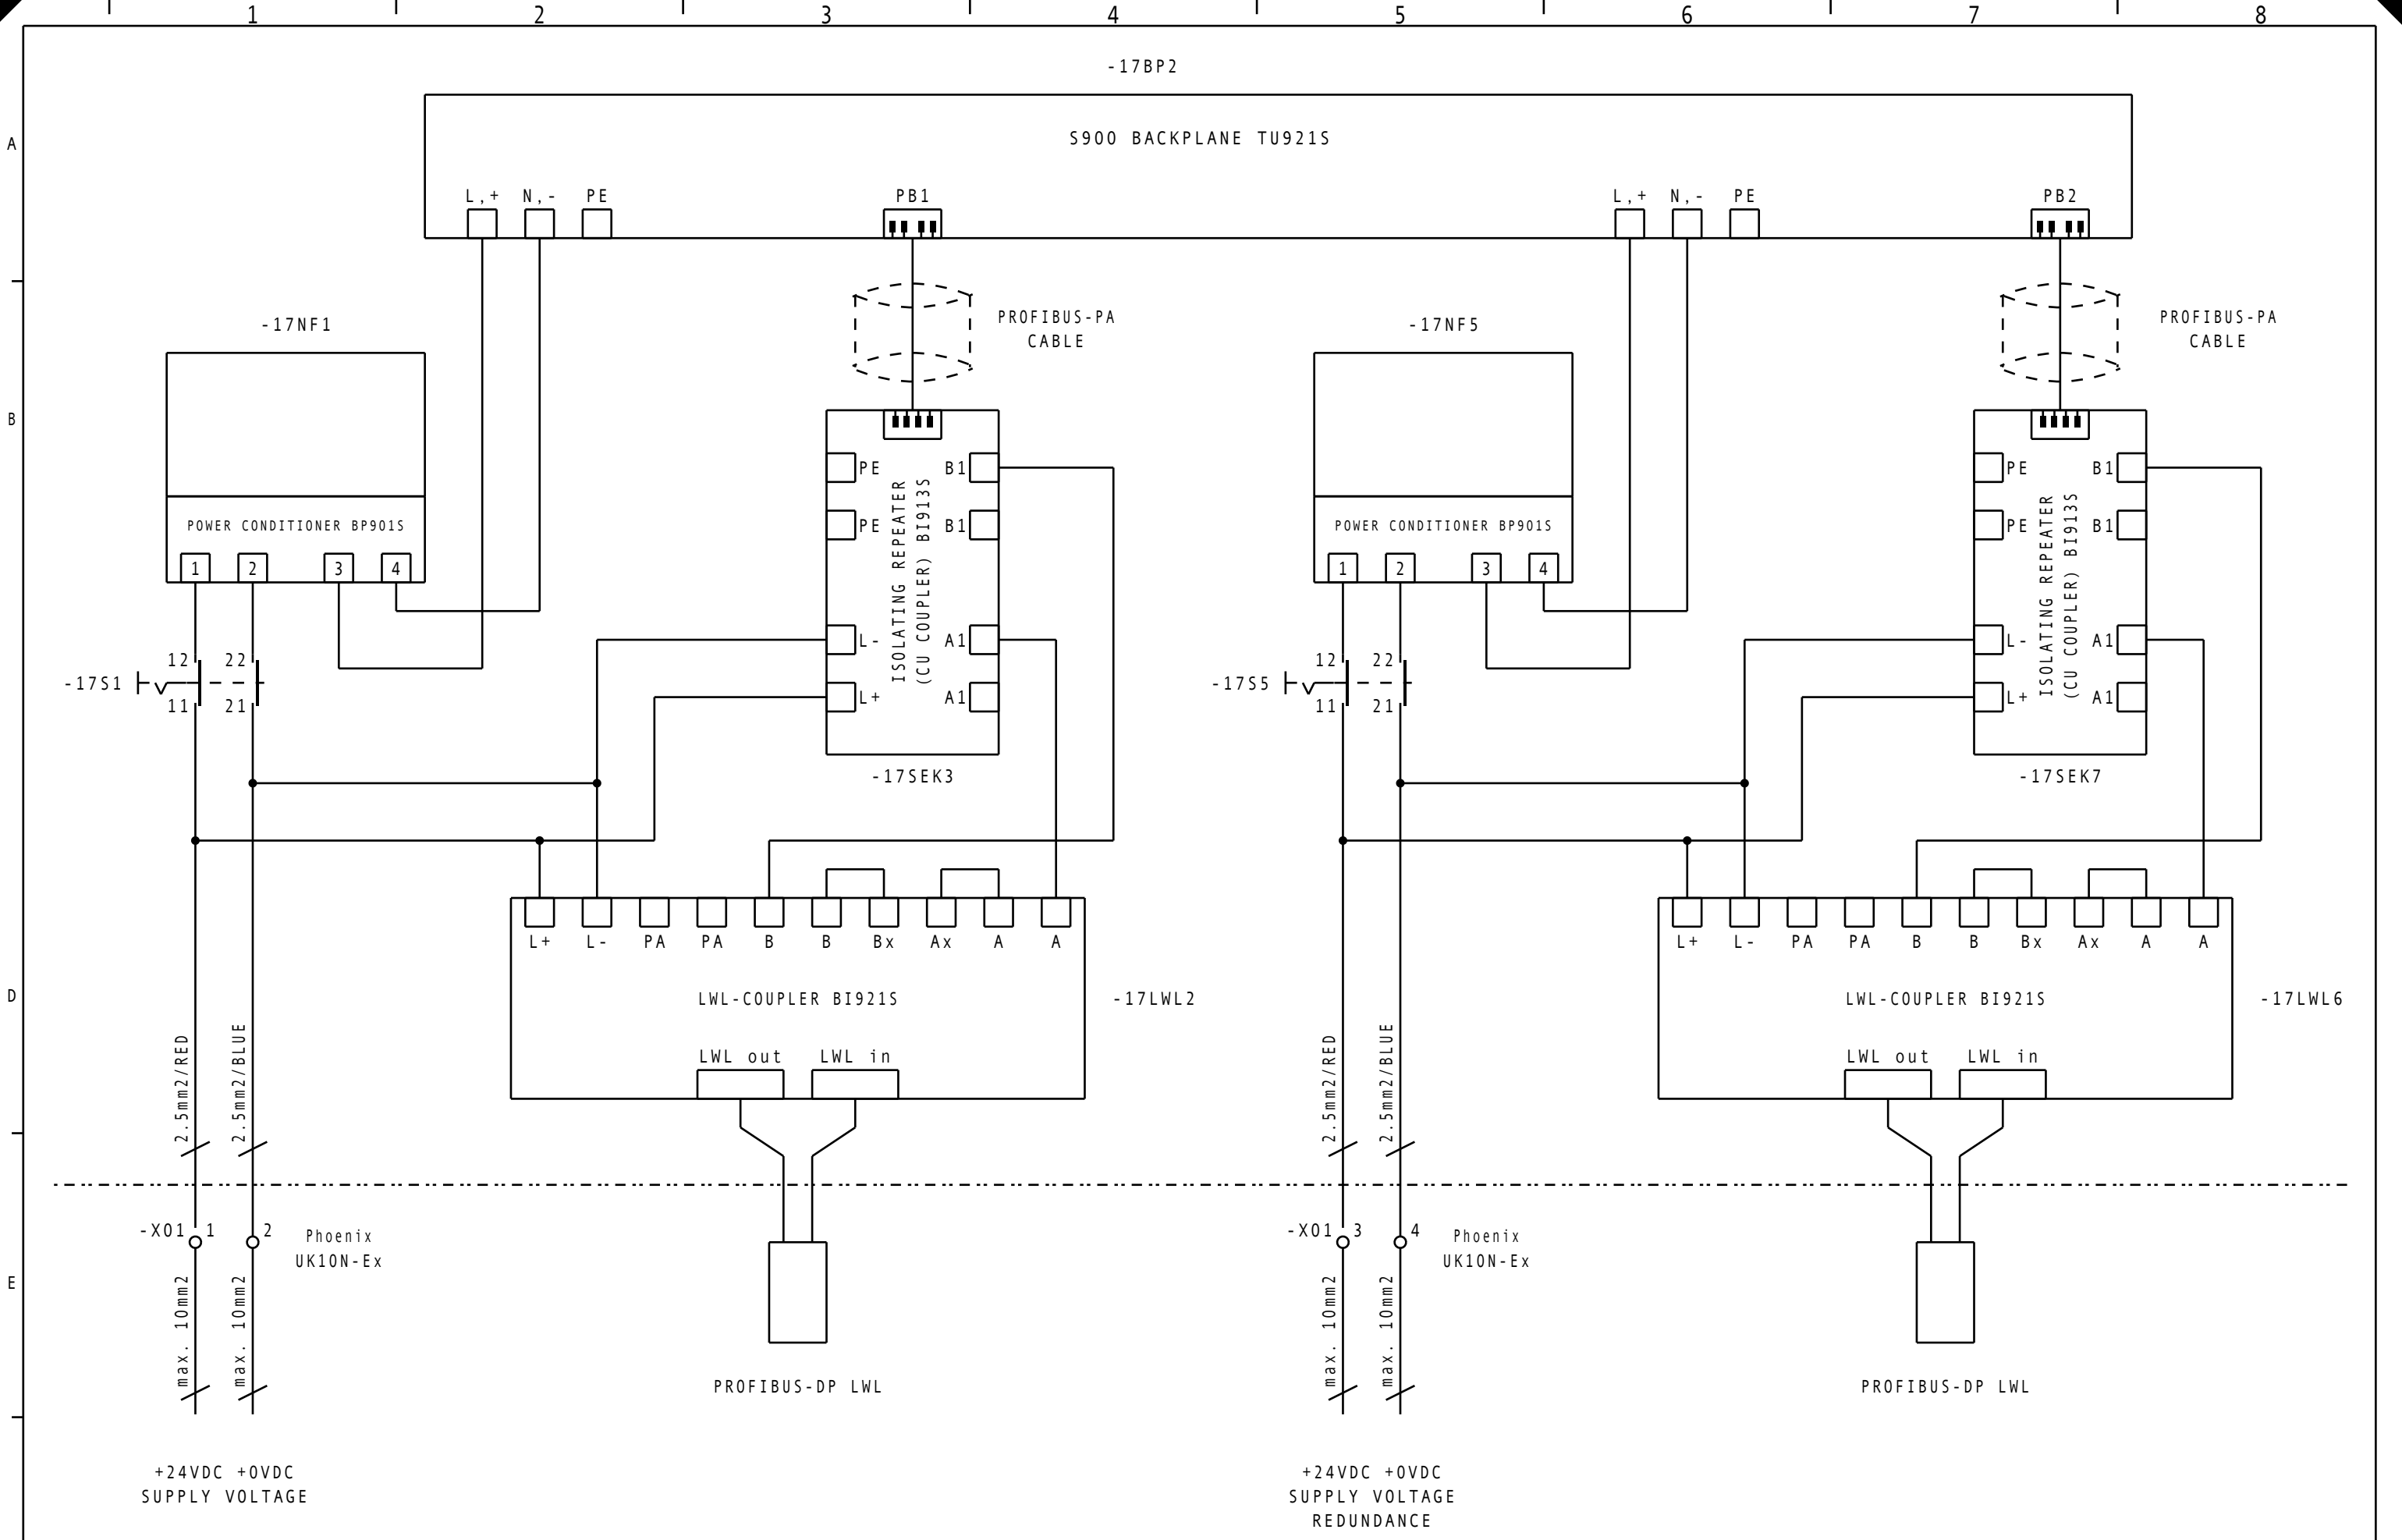 1 2 3 4 5 6 7 8
-17BP2
A
S900 BACKPLANE TU921S
L,+ N,- PE PB1 L,+ N,- PE PB2
-17NF1
PROFIBUS-PA
CABLE
-17NF5
PROFIBUS-PA
CABLE
B
POWER CONDITIONER BP901S
1 2 3 4
PE B1
PE B1
L- A1
L+ A1
ISOLATING REPEATER
(CU COUPLER) BI913S
-17SEK3
POWER CONDITIONER BP901S
1 2 3 4
PE B1
PE B1
L- A1
L+ A1
ISOLATING REPEATER
(CU COUPLER) BI913S
-17SEK7
12 22
-17S1
11 21
12 22
-17S5
11 21
L+ L- PA PA B B Bx Ax A A
LWL-COUPLER BI921S
-17LWL2
LWL out LWL in
L+ L- PA PA B B Bx Ax A A
LWL-COUPLER BI921S
-17LWL6
LWL out LWL in
D
2.5mm2/RED
2.5mm2/BLUE
2.5mm2/RED
2.5mm2/BLUE
-X01 1 2
Phoenix
UK10N-Ex
-X01 3 4
Phoenix
UK10N-Ex
E
max. 10mm2
max. 10mm2
max. 10mm2
max. 10mm2
PROFIBUS-DP LWL
PROFIBUS-DP LWL
+24VDC +0VDC
SUPPLY VOLTAGE
+24VDC +0VDC
SUPPLY VOLTAGE
REDUNDANCE